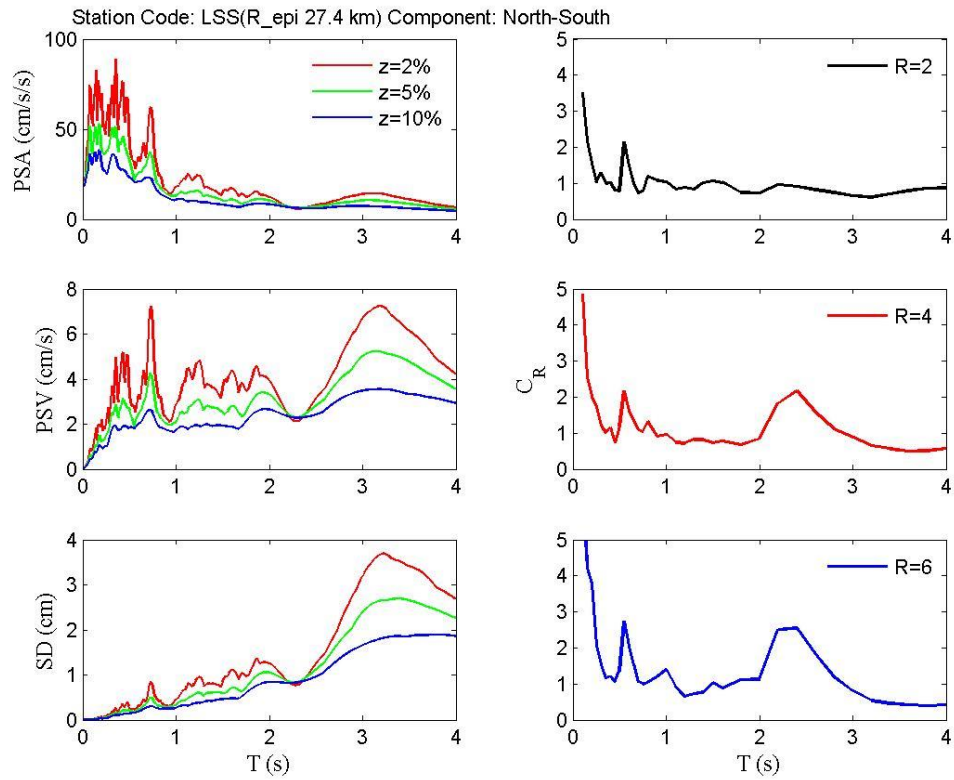 Station Code: LSS(R_epi 27.4 km) Component: North-South
PSA (cm/s/s)
100
50
0
0 1 2 3 4
z=2%
z=5%
z=10%
5
4
3
2
1
0
0 1 2 3 4
R=2
PSV (cm/s)
8
6
4
2
0
0 1 2 3 4
C_R
5
4
3
2
1
0
0 1 2 3 4
R=4
SD (cm)
4
3
2
1
0
0 1 2 3 4
T (s)
5
4
3
2
1
0
0 1 2 3 4
R=6
T (s)